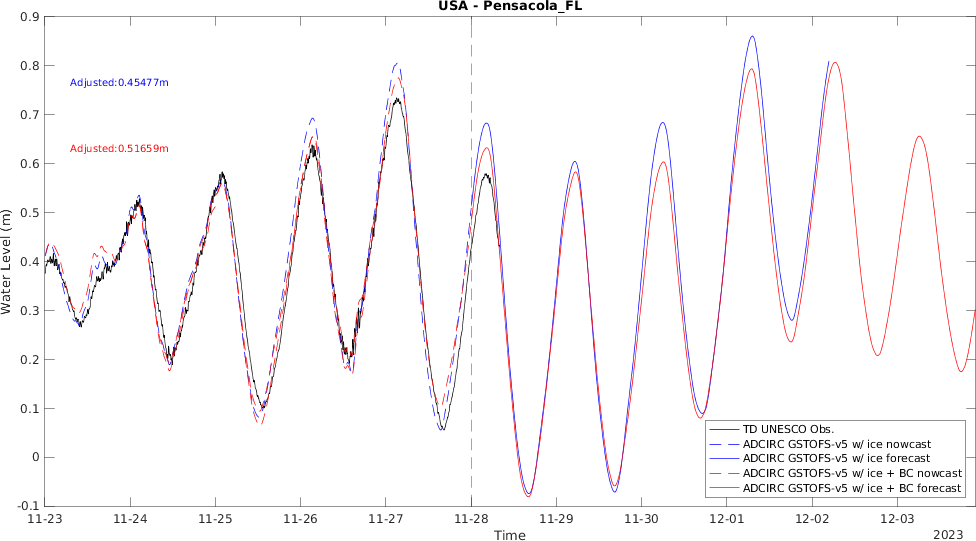 USA - Pensacola_FL
0.9
0.8
0.7
0.6
0.5
0.4
0.3
0.2
0.1
0
-0.1
Water Level (m)
Adjusted:0.45477m
Adjusted:0.51659m
TD UNESCO Obs.
ADCIRC GSTOFS-v5 w/ ice nowcast
ADCIRC GSTOFS-v5 w/ ice forecast
ADCIRC GSTOFS-v5 w/ ice + BC nowcast
ADCIRC GSTOFS-v5 w/ ice + BC forecast
11-23 11-24 11-25 11-26 11-27 11-28 11-29 11-30 12-01 12-02 12-03
Time
2023